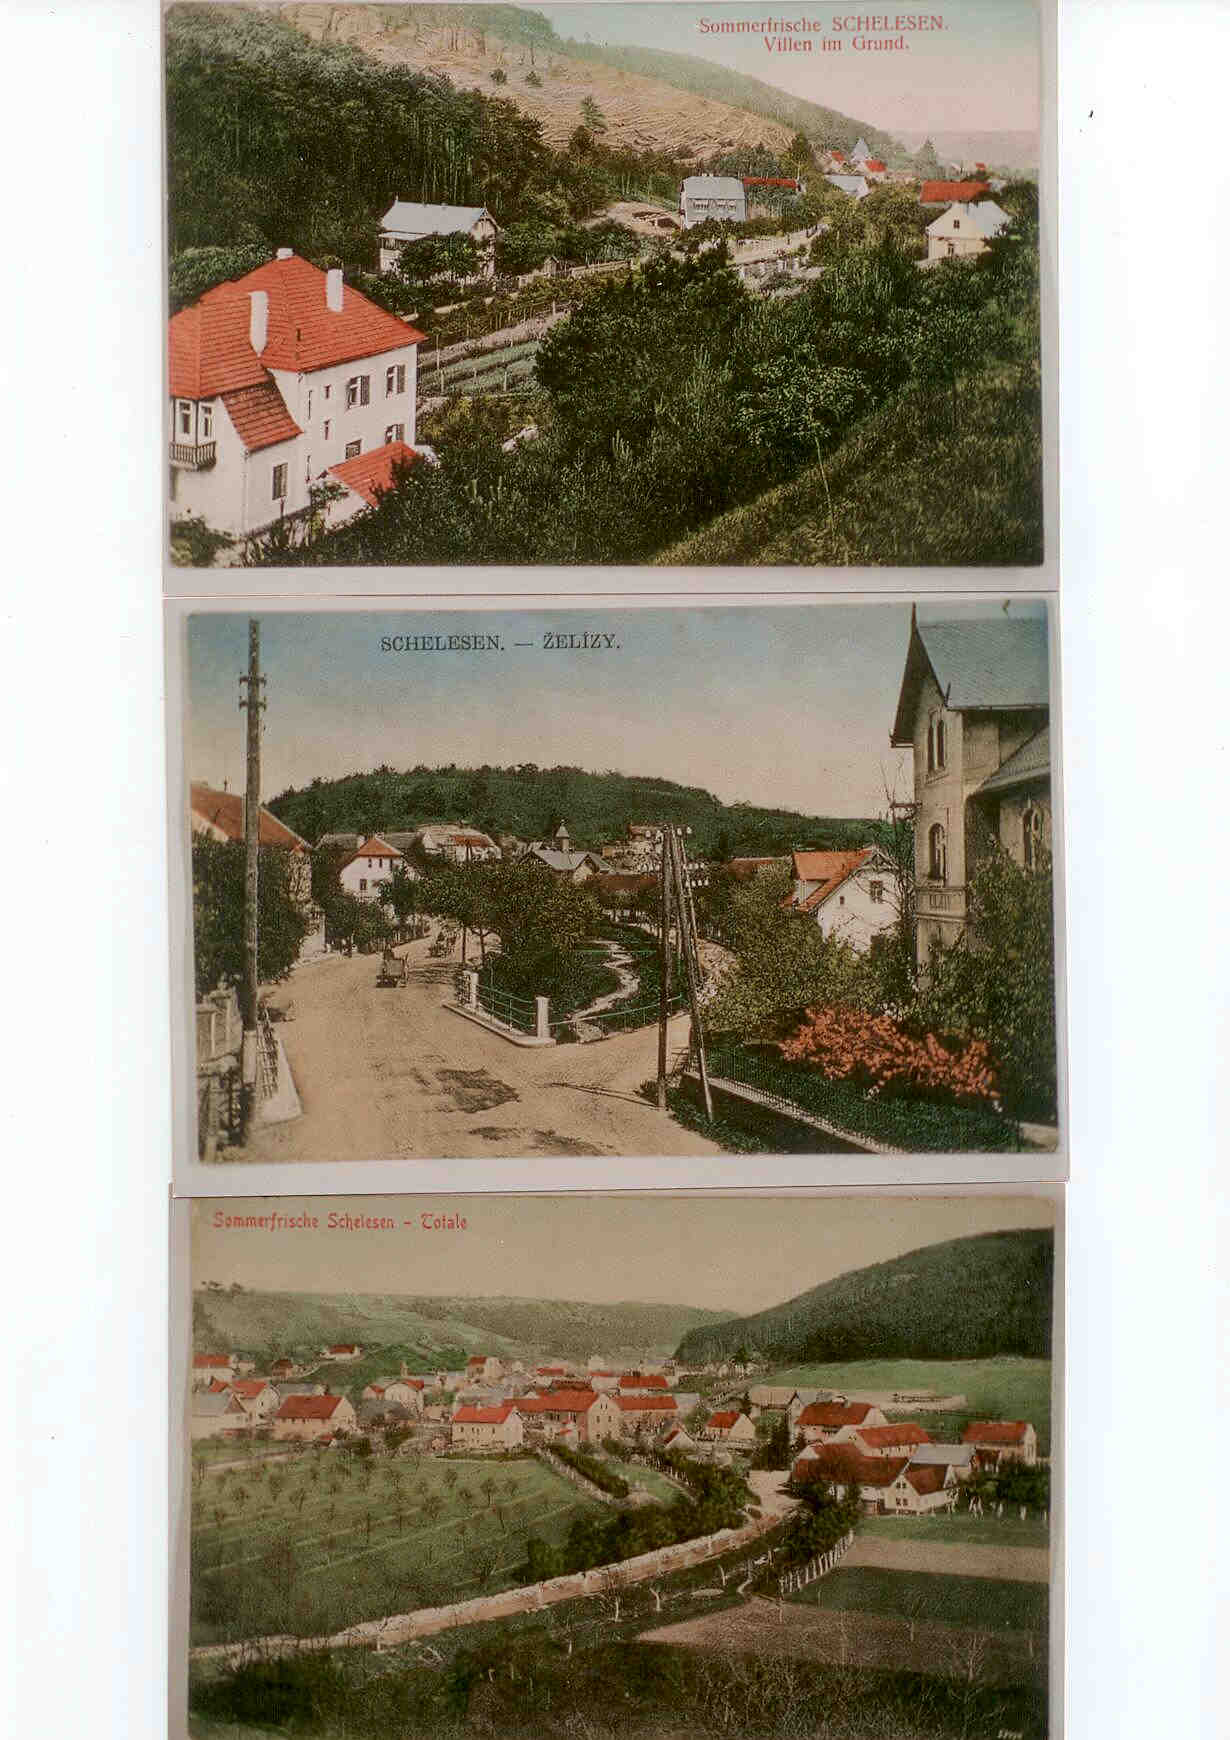 Sommerfrische SCHELESEN.
Villen im Grund.
SCHELESEN. — ŽELÍZY.
Sommerfrische Schelesen - Totale